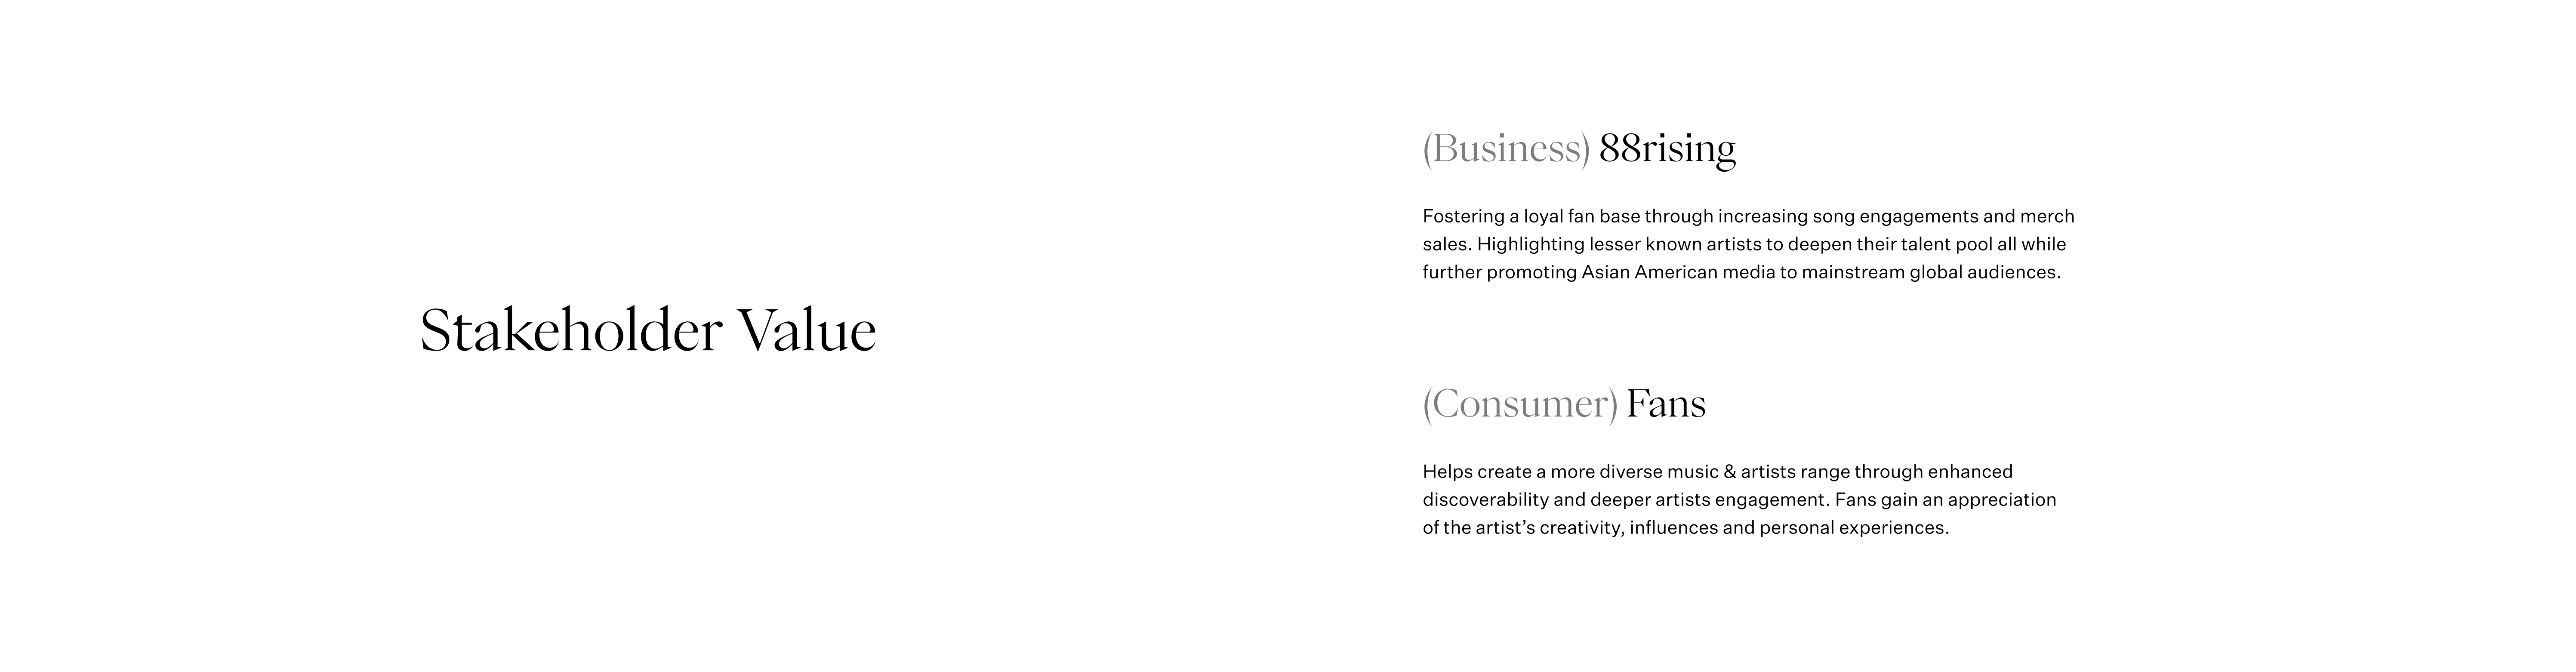 Stakeholder Value
(Business) 88rising
Fostering a loyal fan base through increasing song engagements and merch
sales. Highlighting lesser known artists to deepen their talent pool all while
further promoting Asian American media to mainstream global audiences.
(Consumer) Fans
Helps create a more diverse music & artists range through enhanced
discoverability and deeper artists engagement. Fans gain an appreciation
of the artist’s creativity, influences and personal experiences.